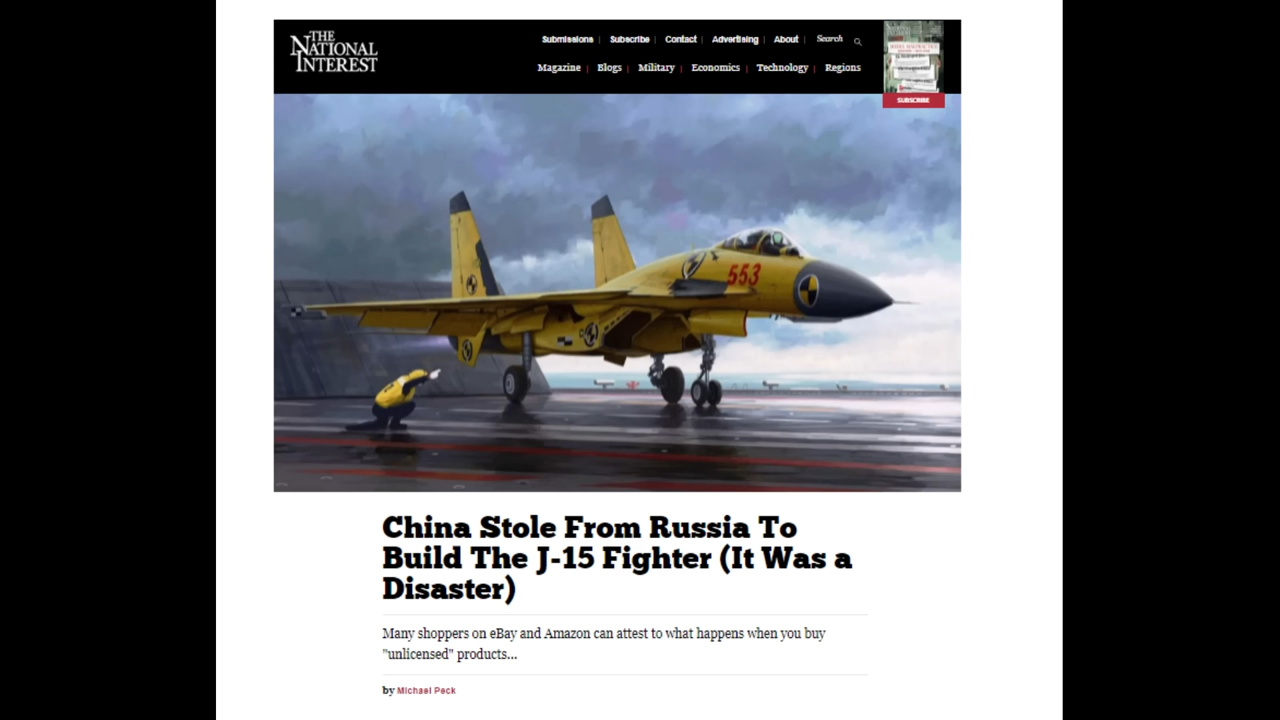 THE
NATIONAL
INTEREST
Submissions | Subscribe | Contact | Advertising | About | Search
Magazine | Blogs | Military | Economics | Technology | Regions
SUBSCRIBE
553
China Stole From Russia To
Build The J-15 Fighter (It Was a
Disaster)
Many shoppers on eBay and Amazon can attest to what happens when you buy
"unlicensed" products...
by Michael Peck